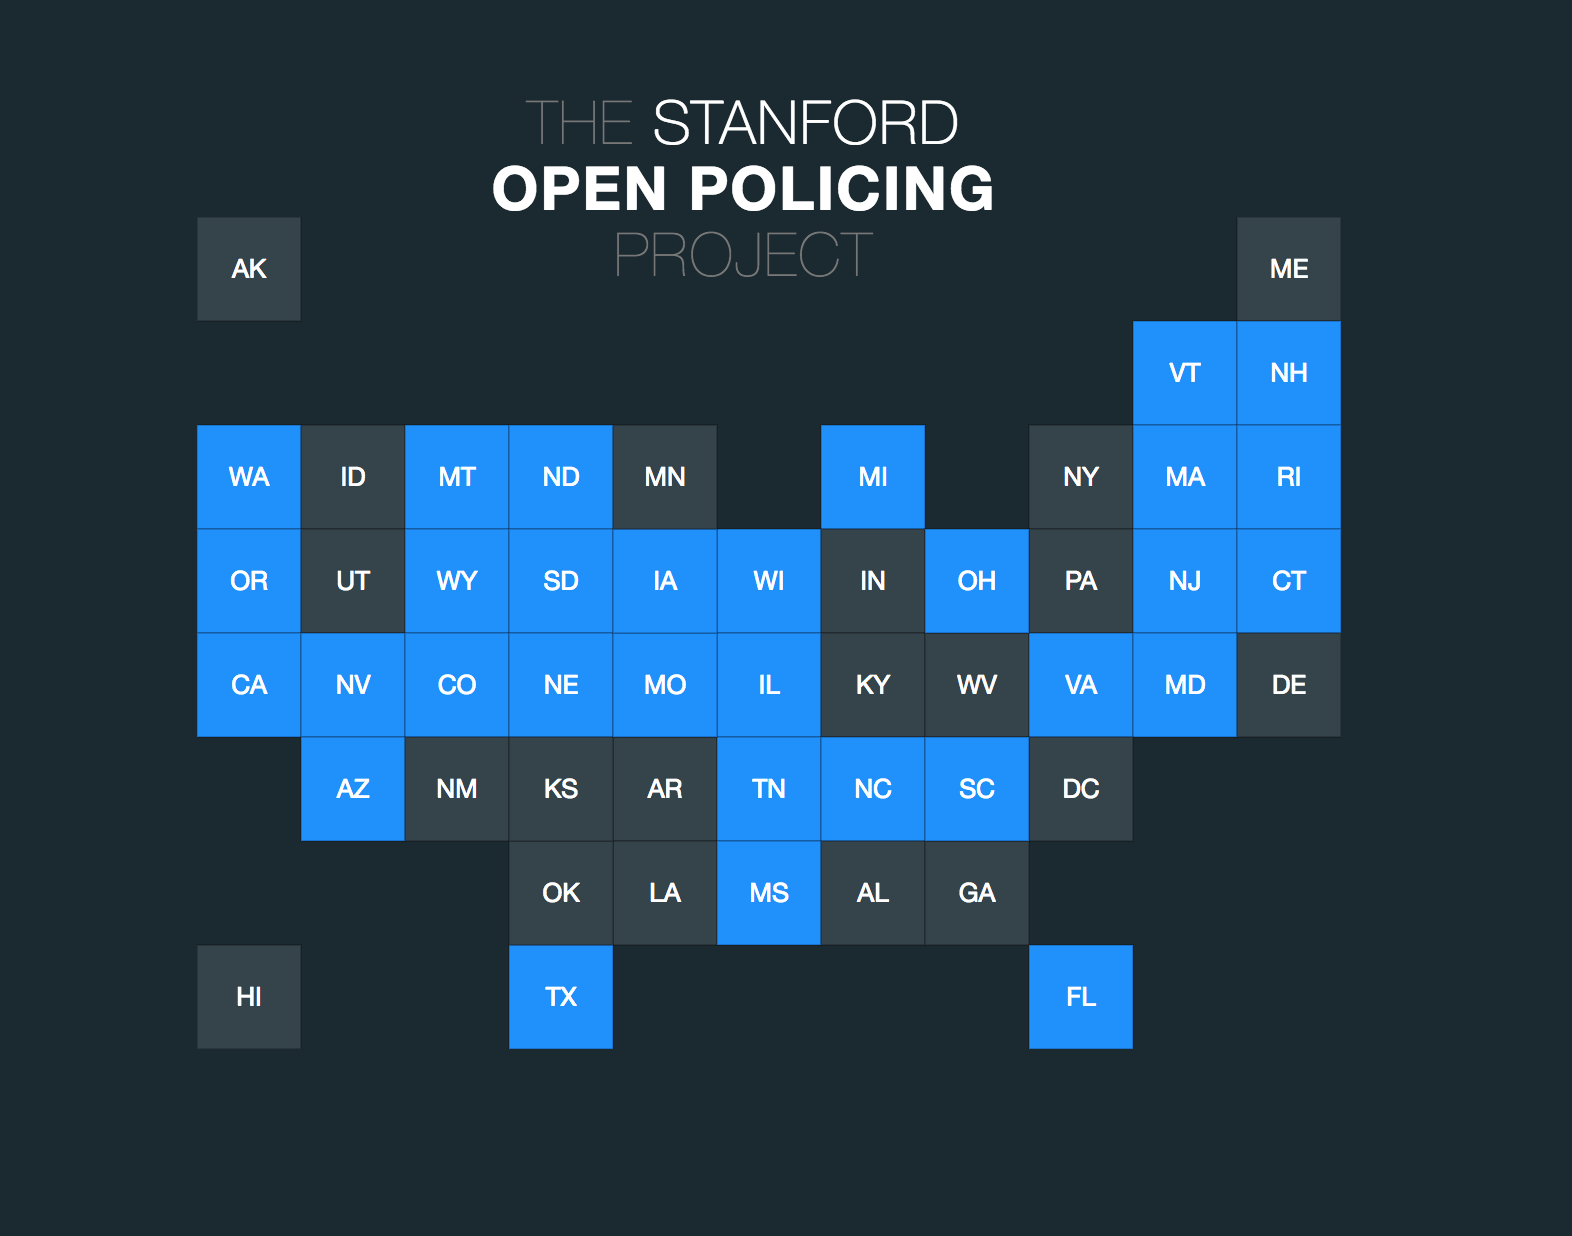 THE STANFORD
OPEN POLICING
PROJECT
AK ME
VT NH
WA ID MT ND MN MI NY MA RI
OR UT WY SD IA WI IN OH PA NJ CT
CA NV CO NE MO IL KY WV VA MD DE
AZ NM KS AR TN NC SC DC
OK LA MS AL GA
HI TX FL